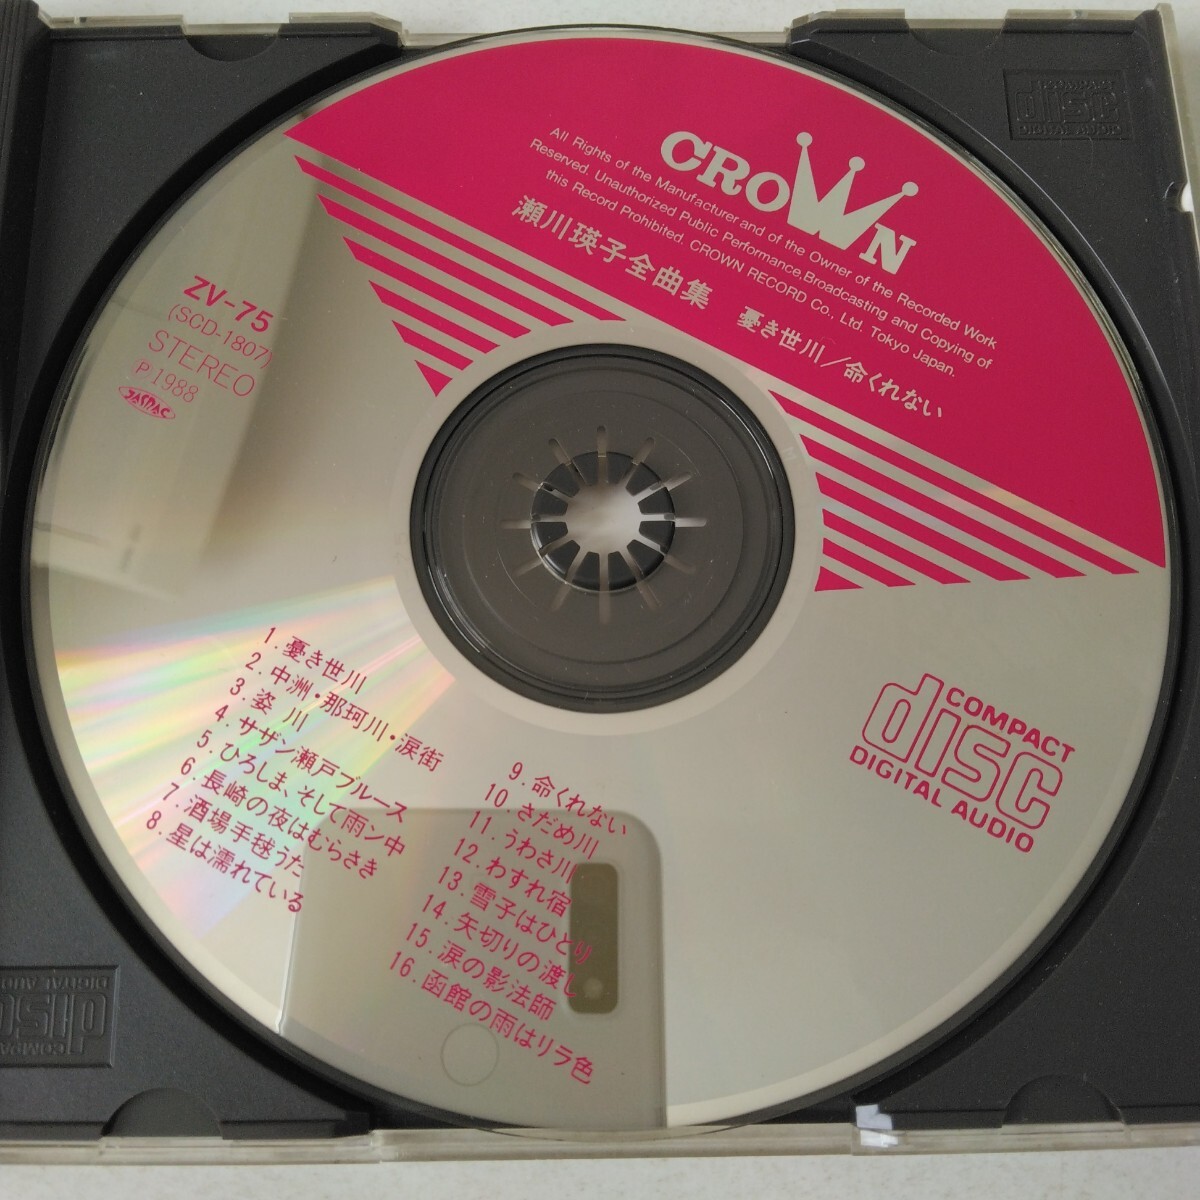 CROWN
All Rights of the Manufacturer and of the Owner of the Recorded Work
Reserved. Unauthorized Public Performance, Broadcasting and Copying of
this Record Prohibited. CROWN RECORD Co., Ltd. Tokyo Japan.
瀬川瑛子全曲集 憂き世川/命くれない
ZV-75
(SCD-1807)
STEREO
P1988
JASRAC
1.憂き世川
2.中洲・那珂川・涙街
3.姿川
4.サザン瀬戸ブルース
5.ひろしま、そして雨ン中
6.長崎の夜はむらさき
7.酒場手毬うた
8.星は濡れている
9.命くれない
10.さだめ川
11.うわさ川
12.わすれ宿
13.雪子はひとり
14.矢切りの渡し
15.涙の影法師
16.函館の雨はリラ色
COMPACT
disc
DIGITAL AUDIO
COMPACT
disc
DIGITAL AUDIO
COMPACT
disc
DIGITAL AUDIO